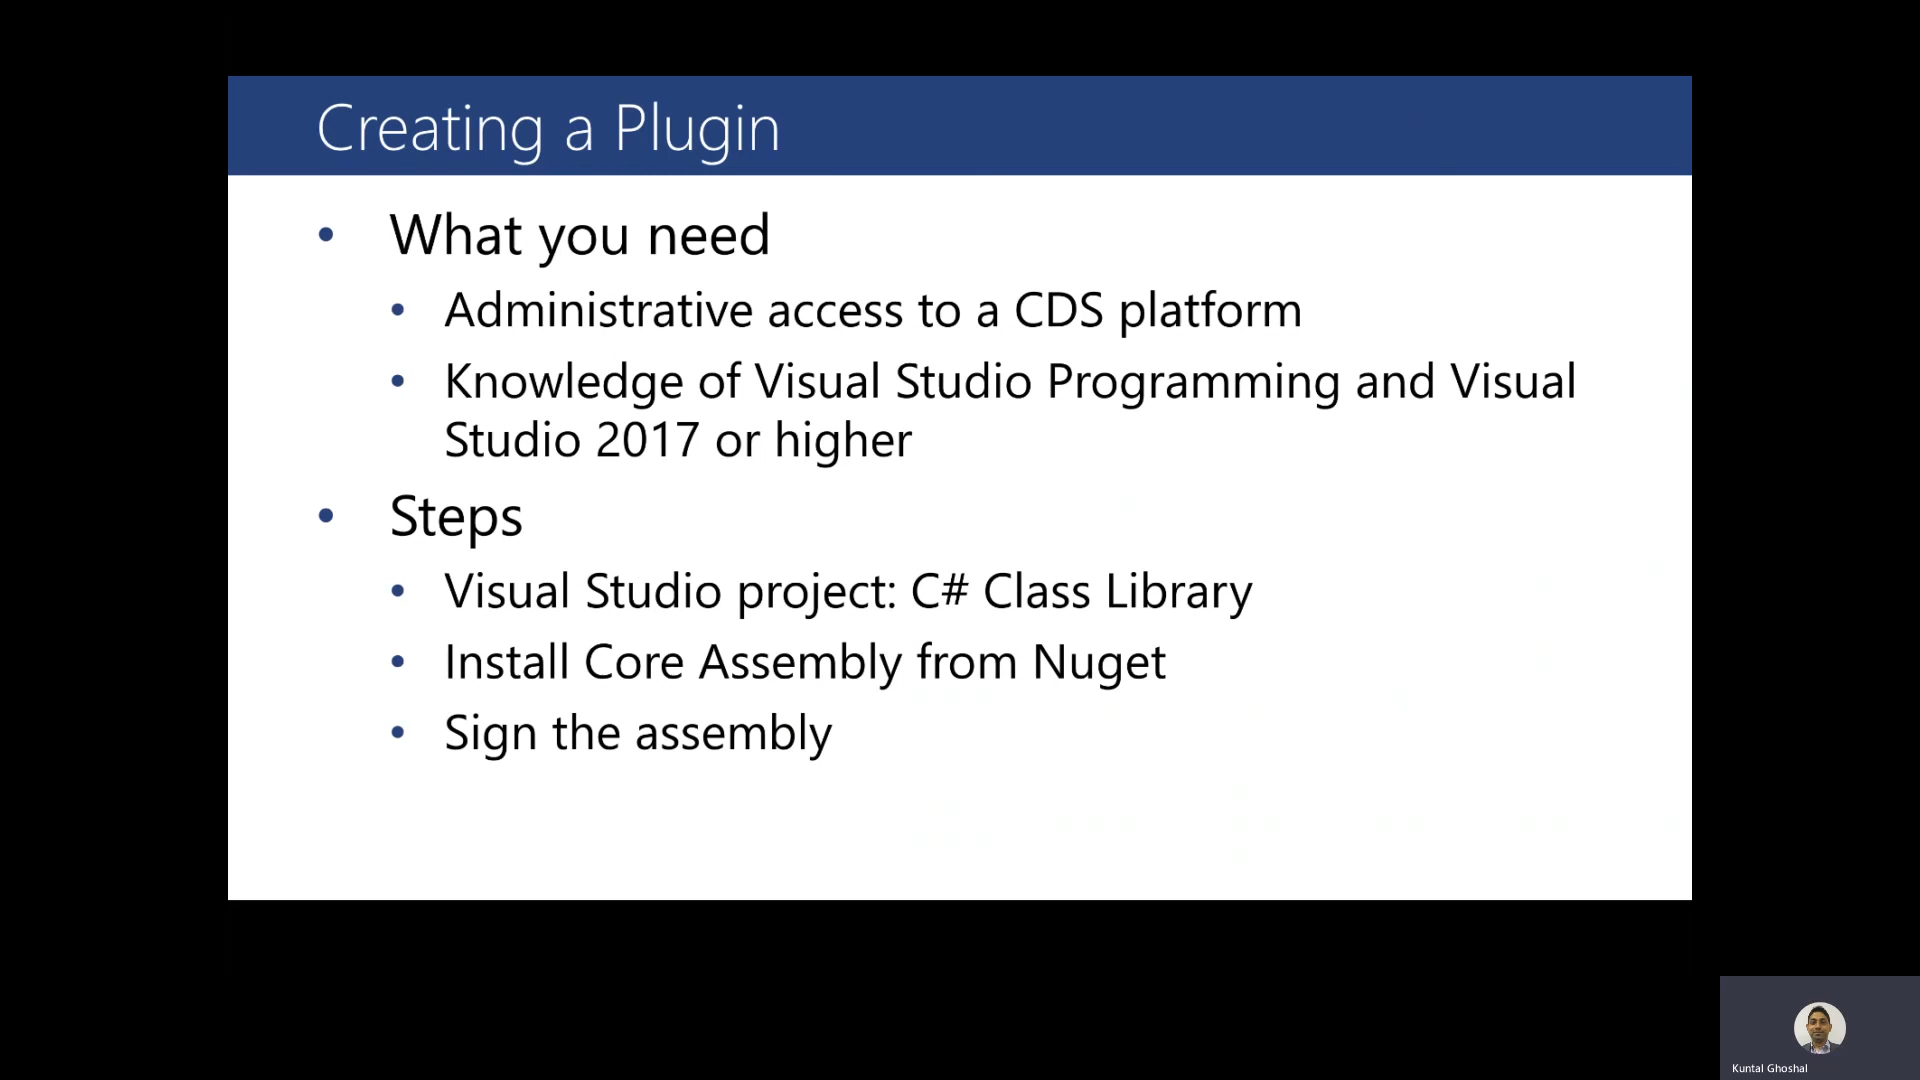 Creating a Plugin
• What you need
• Administrative access to a CDS platform
• Knowledge of Visual Studio Programming and Visual
Studio 2017 or higher
• Steps
• Visual Studio project: C# Class Library
• Install Core Assembly from Nuget
• Sign the assembly
Kuntal Ghoshal